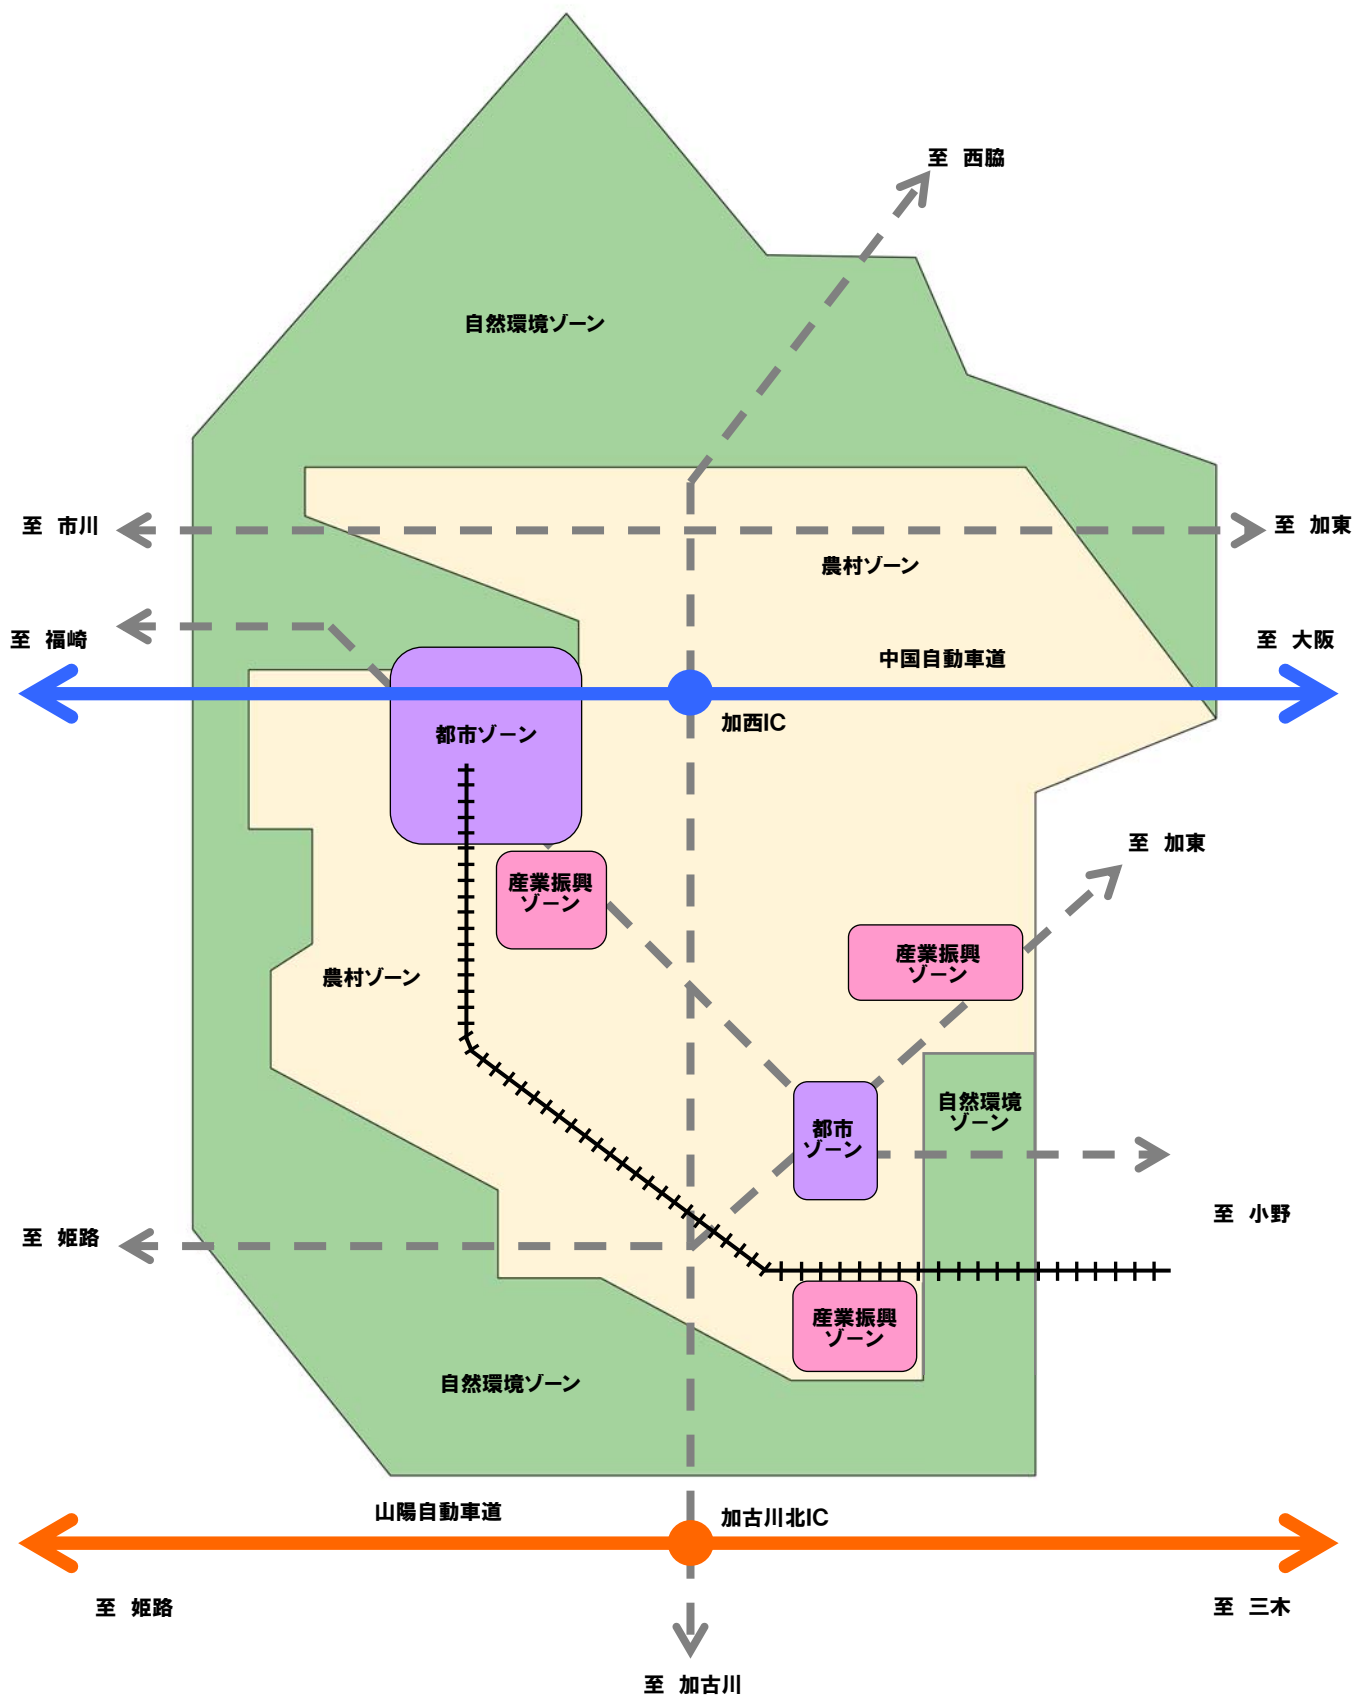 至 西脇
自然環境ゾーン
至 市川
至 加東
農村ゾーン
至 福崎
至 大阪
中国自動車道
加西IC
都市ゾーン
至 加東
産業振興
ゾーン
産業振興
ゾーン
農村ゾーン
自然環境
ゾーン
都市
ゾーン
至 小野
至 姫路
産業振興
ゾーン
自然環境ゾーン
山陽自動車道
加古川北IC
至 姫路
至 三木
至 加古川